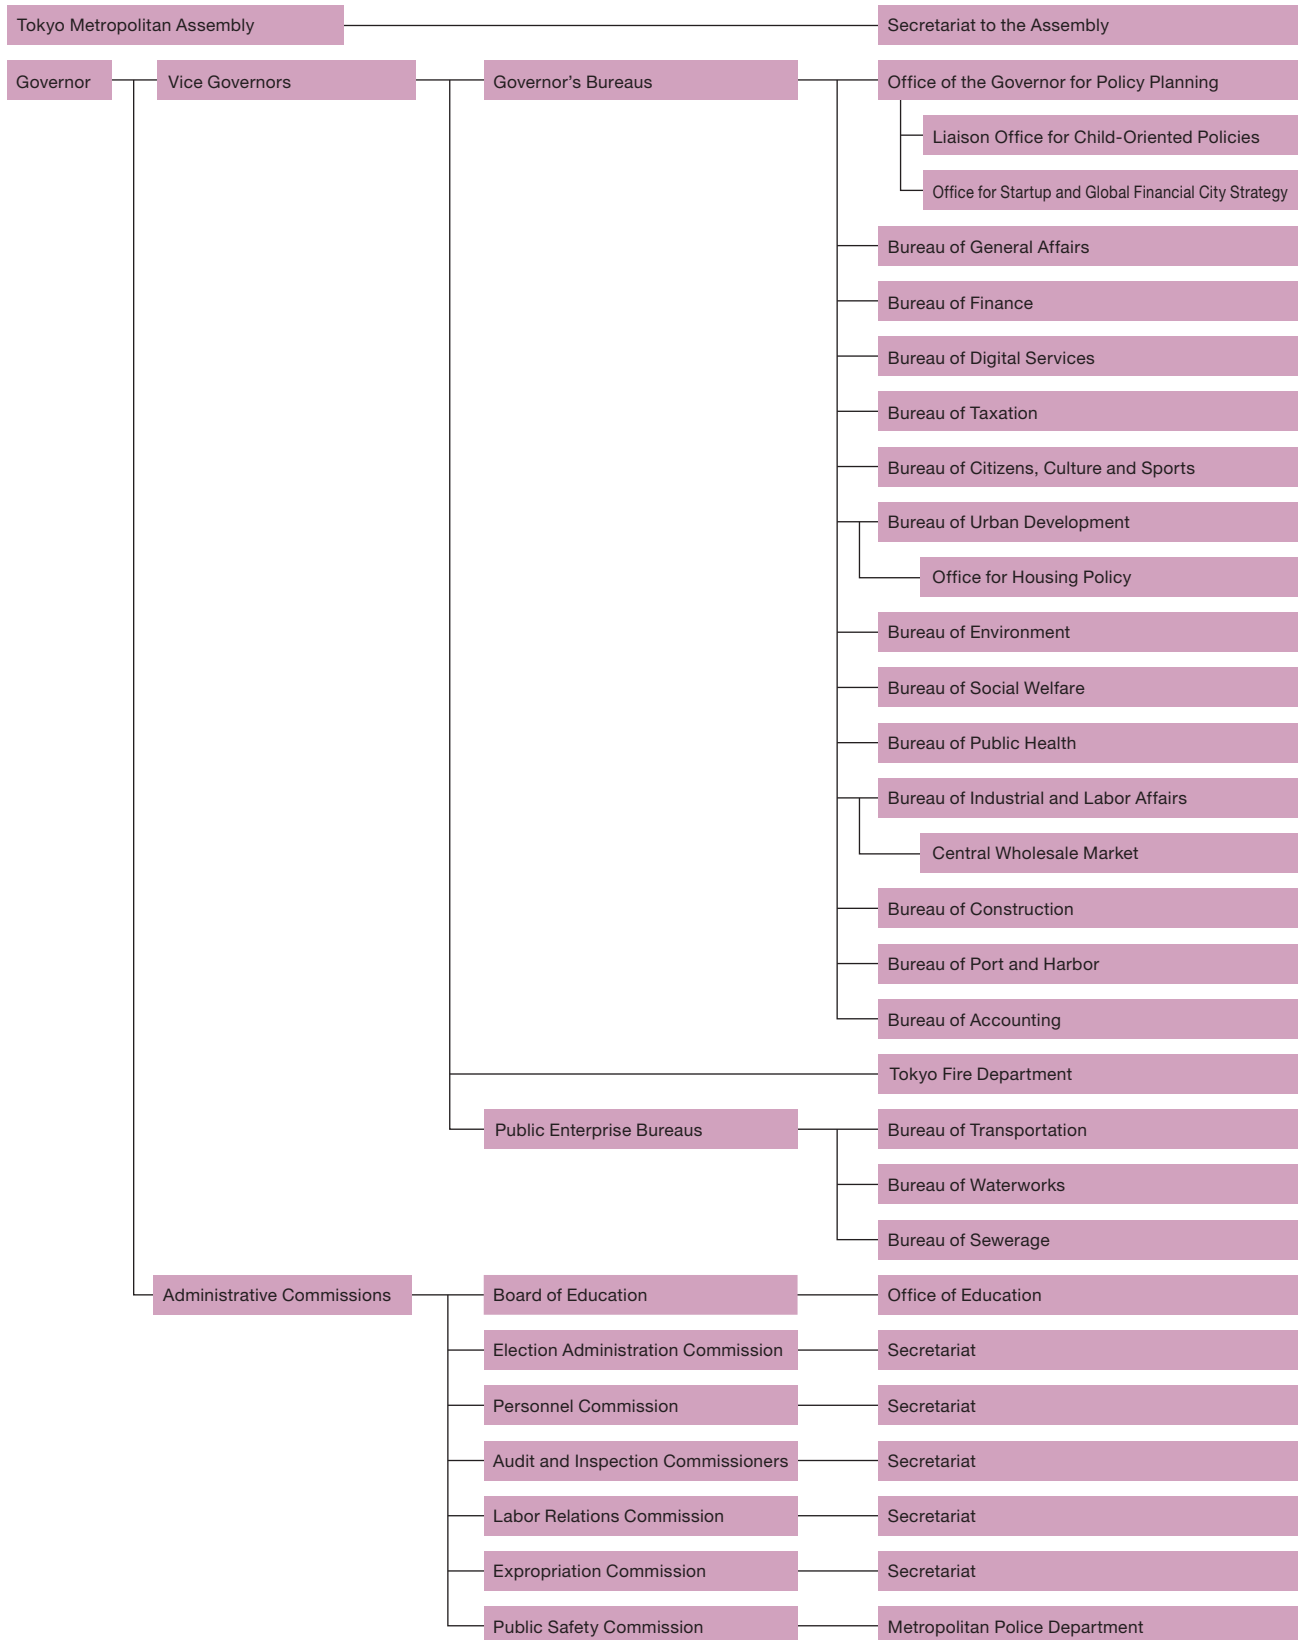 Tokyo Metropolitan Assembly
Secretariat to the Assembly
Governor
Vice Governors
Governor’s Bureaus
Office of the Governor for Policy Planning
Liaison Office for Child-Oriented Policies
Office for Startup and Global Financial City Strategy
Bureau of General Affairs
Bureau of Finance
Bureau of Digital Services
Bureau of Taxation
Bureau of Citizens, Culture and Sports
Bureau of Urban Development
Office for Housing Policy
Bureau of Environment
Bureau of Social Welfare
Bureau of Public Health
Bureau of Industrial and Labor Affairs
Central Wholesale Market
Bureau of Construction
Bureau of Port and Harbor
Bureau of Accounting
Tokyo Fire Department
Public Enterprise Bureaus
Bureau of Transportation
Bureau of Waterworks
Bureau of Sewerage
Administrative Commissions
Board of Education
Office of Education
Election Administration Commission
Secretariat
Personnel Commission
Secretariat
Audit and Inspection Commissioners
Secretariat
Labor Relations Commission
Secretariat
Expropriation Commission
Secretariat
Public Safety Commission
Metropolitan Police Department